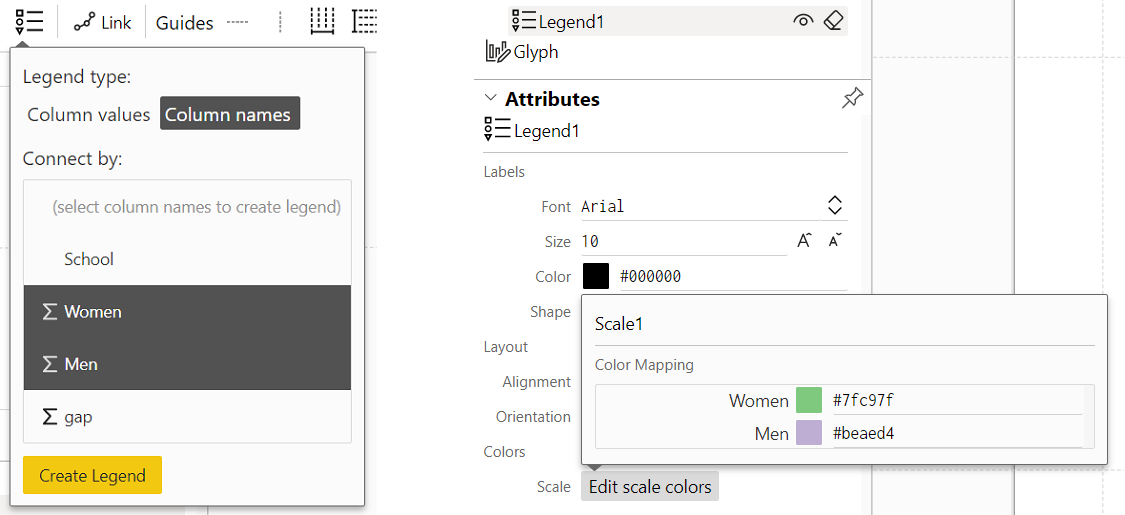 Link
Guides
Legend type:
Column values
Column names
Connect by:
(select column names to create legend)
School
Women
Men
gap
Create Legend
Legend1
Glyph
Attributes
Legend1
Labels
Font Arial
Size 10
Color #000000
Shape
Layout
Alignment
Orientation
Colors
Scale Edit scale colors
Scale1
Color Mapping
Women #7fc97f
Men #beaed4